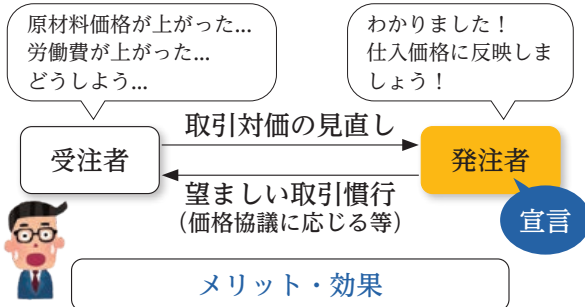 原材料価格が上がった...
労働費が上がった...
どうしよう...
わかりました！
仕入価格に反映しま
しょう！
取引対価の見直し
受注者
発注者
望ましい取引慣行
（価格協議に応じる等）
宣言
メリット・効果